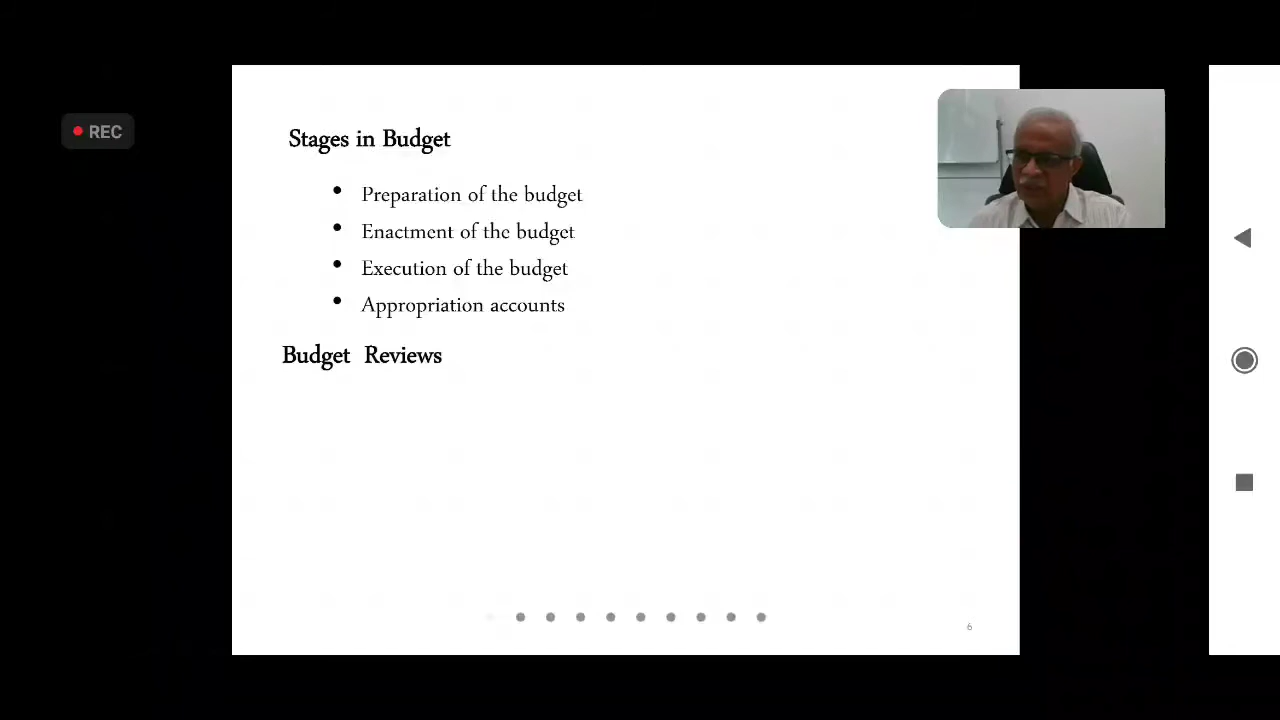 REC
Stages in Budget
• Preparation of the budget
• Enactment of the budget
• Execution of the budget
• Appropriation accounts
Budget Reviews
6